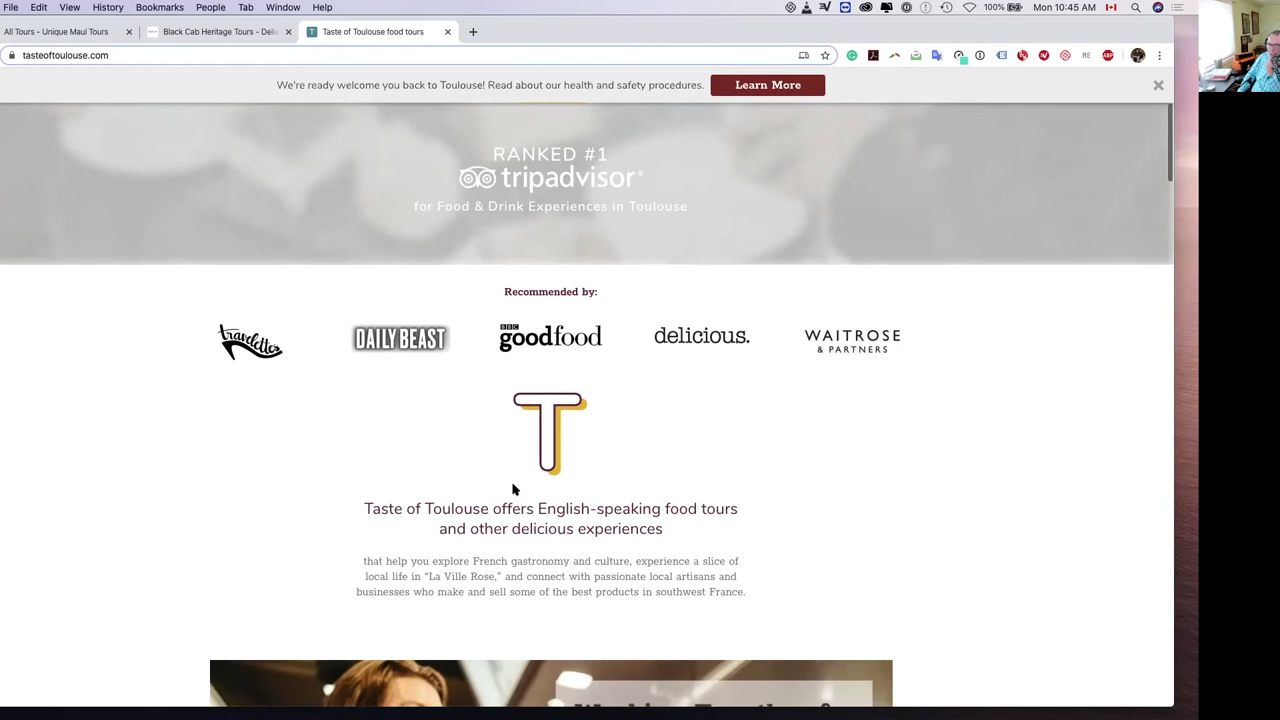 File Edit View History Bookmarks People Tab Window Help 100% Mon 10:45 AM
All Tours - Unique Maui Tours Black Cab Heritage Tours - Deliv Taste of Toulouse food tours
tasteoftoulouse.com
We're ready welcome you back to Toulouse! Read about our health and safety procedures. Learn More
RANKED #1
tripadvisor
for Food & Drink Experiences in Toulouse
Recommended by:
travelettes DAILY BEAST BBC goodfood delicious. WAITROSE & PARTNERS
T
Taste of Toulouse offers English-speaking food tours
and other delicious experiences
that help you explore French gastronomy and culture, experience a slice of
local life in “La Ville Rose,” and connect with passionate local artisans and
businesses who make and sell some of the best products in southwest France.